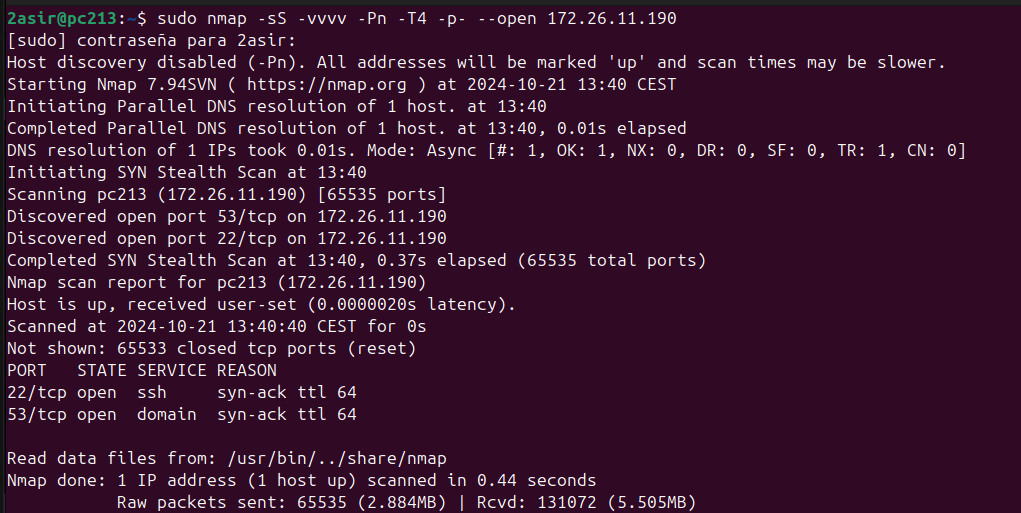 2asir@pc213:~$ sudo nmap -sS -vvvv -Pn -T4 -p- --open 172.26.11.190
[sudo] contraseña para 2asir:
Host discovery disabled (-Pn). All addresses will be marked 'up' and scan times may be slower.
Starting Nmap 7.94SVN ( https://nmap.org ) at 2024-10-21 13:40 CEST
Initiating Parallel DNS resolution of 1 host. at 13:40
Completed Parallel DNS resolution of 1 host. at 13:40, 0.01s elapsed
DNS resolution of 1 IPs took 0.01s. Mode: Async [#: 1, OK: 1, NX: 0, DR: 0, SF: 0, TR: 1, CN: 0]
Initiating SYN Stealth Scan at 13:40
Scanning pc213 (172.26.11.190) [65535 ports]
Discovered open port 53/tcp on 172.26.11.190
Discovered open port 22/tcp on 172.26.11.190
Completed SYN Stealth Scan at 13:40, 0.37s elapsed (65535 total ports)
Nmap scan report for pc213 (172.26.11.190)
Host is up, received user-set (0.0000020s latency).
Scanned at 2024-10-21 13:40:40 CEST for 0s
Not shown: 65533 closed tcp ports (reset)
PORT   STATE SERVICE REASON
22/tcp open  ssh     syn-ack ttl 64
53/tcp open  domain  syn-ack ttl 64

Read data files from: /usr/bin/../share/nmap
Nmap done: 1 IP address (1 host up) scanned in 0.44 seconds
           Raw packets sent: 65535 (2.884MB) | Rcvd: 131072 (5.505MB)